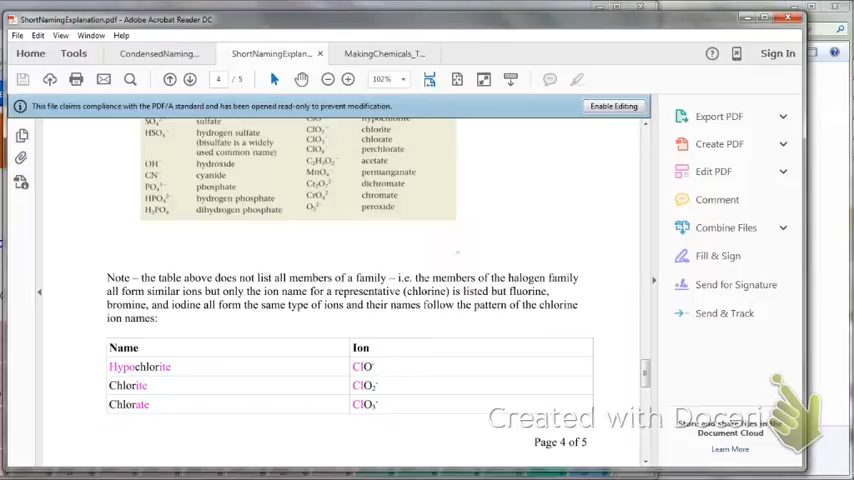 ShortNamingExplanation.pdf - Adobe Acrobat Reader DC
File Edit View Window Help
Home Tools CondensedNaming... ShortNamingExplan... × MakingChemicals_T... Sign In
4 / 5 102%
This file claims compliance with the PDF/A standard and has been opened read-only to prevent modification. Enable Editing
SO₄²⁻ sulfate
HSO₄⁻ hydrogen sulfate
(bisulfate is a widely
used common name)
OH⁻ hydroxide
CN⁻ cyanide
PO₄³⁻ phosphate
HPO₄²⁻ hydrogen phosphate
H₂PO₄⁻ dihydrogen phosphate
ClO⁻ hypochlorite
ClO₂⁻ chlorite
ClO₃⁻ chlorate
ClO₄⁻ perchlorate
C₂H₃O₂⁻ acetate
MnO₄⁻ permanganate
Cr₂O₇²⁻ dichromate
CrO₄²⁻ chromate
O₂²⁻ peroxide
Note – the table above does not list all members of a family – i.e. the members of the halogen family
all form similar ions but only the ion name for a representative (chlorine) is listed but fluorine,
bromine, and iodine all form the same type of ions and their names follow the pattern of the chlorine
ion names:
Name Ion
Hypochlorite ClO⁻
Chlorite ClO₂⁻
Chlorate ClO₃⁻
Page 4 of 5
Export PDF
Create PDF
Edit PDF
Comment
Combine Files
Fill & Sign
Send for Signature
Send & Track
Store and share files in the
Document Cloud
Learn More
Created with Doceri